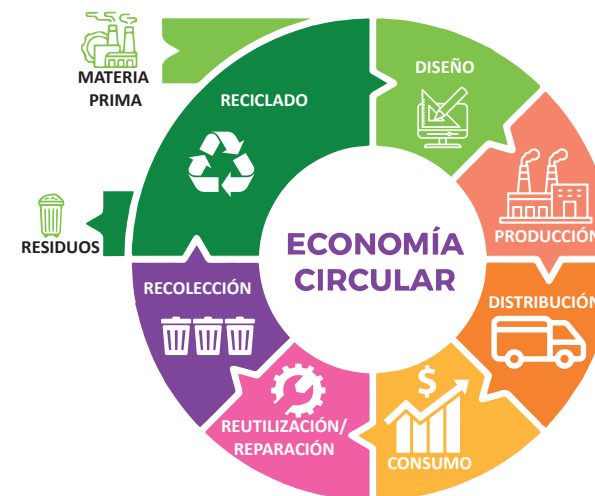 MATERIA
PRIMA
RECICLADO
DISEÑO
PRODUCCIÓN
DISTRIBUCIÓN
CONSUMO
$
REUTILIZACIÓN/
REPARACIÓN
RECOLECCIÓN
RESIDUOS
ECONOMÍA
CIRCULAR